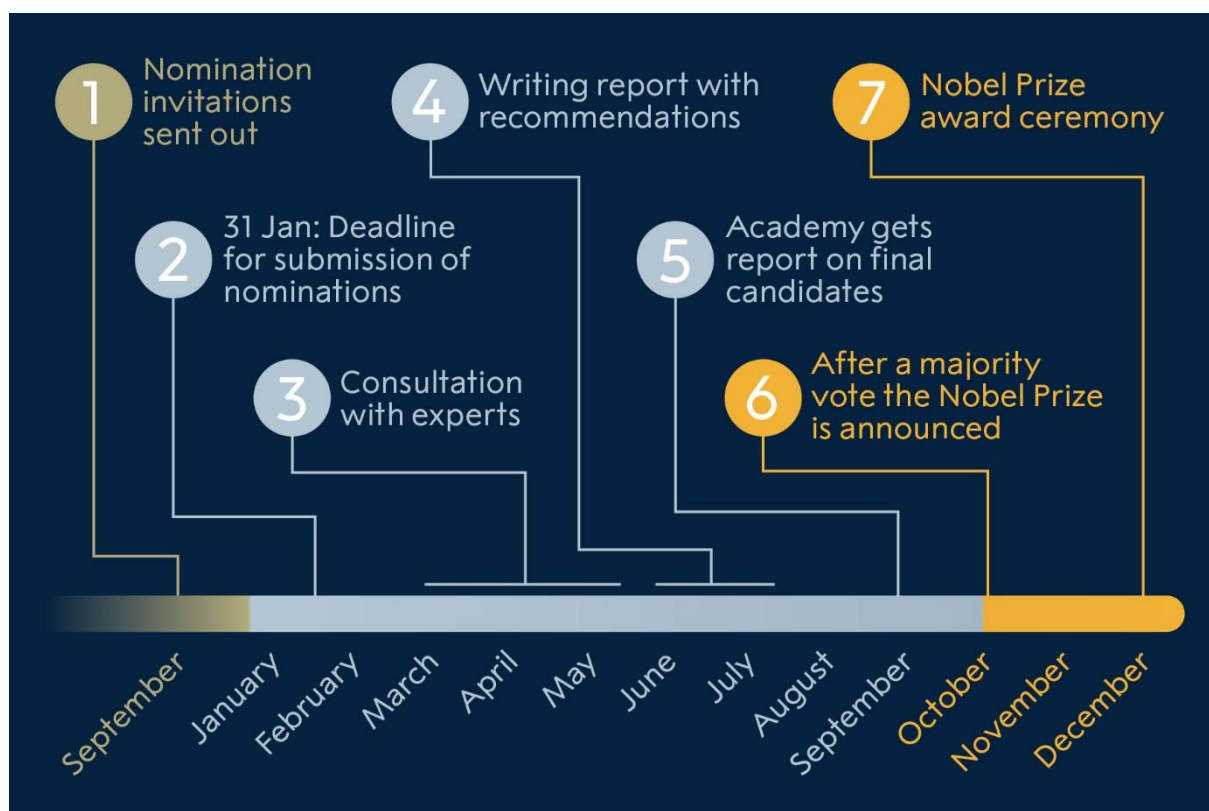 1
Nomination
invitations
sent out
2
31 Jan: Deadline
for submission of
nominations
3
Consultation
with experts
4
Writing report with
recommendations
5
Academy gets
report on final
candidates
6
After a majority
vote the Nobel Prize
is announced
7
Nobel Prize
award ceremony
September
January
February
March
April
May
June
July
August
September
October
November
December